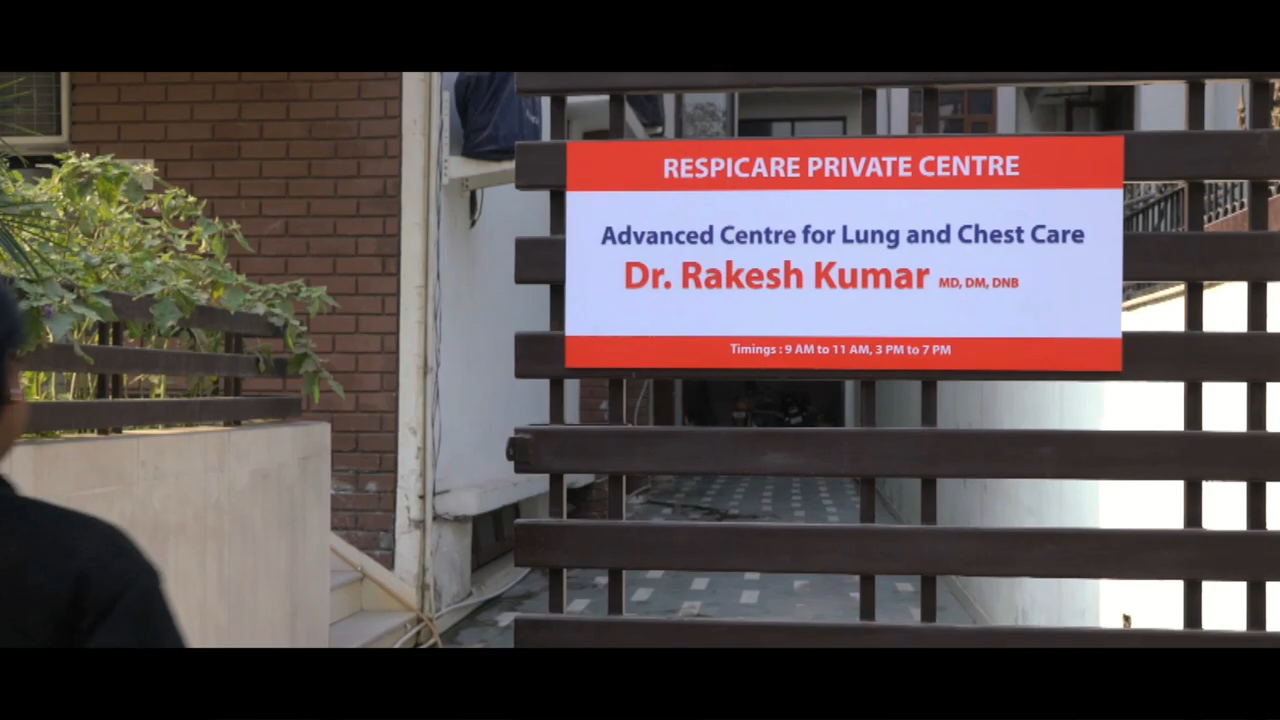 RESPICARE PRIVATE CENTRE
Advanced Centre for Lung and Chest Care
Dr. Rakesh Kumar MD, DM, DNB
Timings : 9 AM to 11 AM, 3 PM to 7 PM